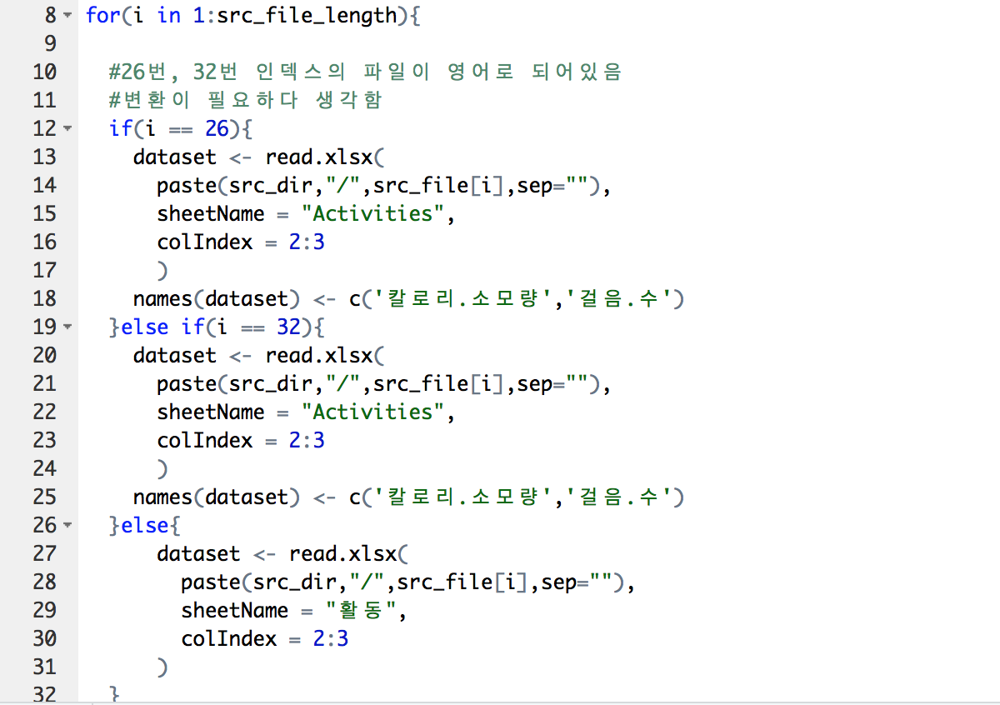 8 for(i in 1:src_file_length){
9
10 #26번, 32번 인덱스의 파일이 영어로 되어있음
11 #변환이 필요하다 생각함
12 if(i == 26){
13 dataset <- read.xlsx(
14 paste(src_dir,"/",src_file[i],sep=""),
15 sheetName = "Activities",
16 colIndex = 2:3
17 )
18 names(dataset) <- c('칼로리.소모량','걸음.수')
19 }else if(i == 32){
20 dataset <- read.xlsx(
21 paste(src_dir,"/",src_file[i],sep=""),
22 sheetName = "Activities",
23 colIndex = 2:3
24 )
25 names(dataset) <- c('칼로리.소모량','걸음.수')
26 }else{
27 dataset <- read.xlsx(
28 paste(src_dir,"/",src_file[i],sep=""),
29 sheetName = "활동",
30 colIndex = 2:3
31 )
32 }